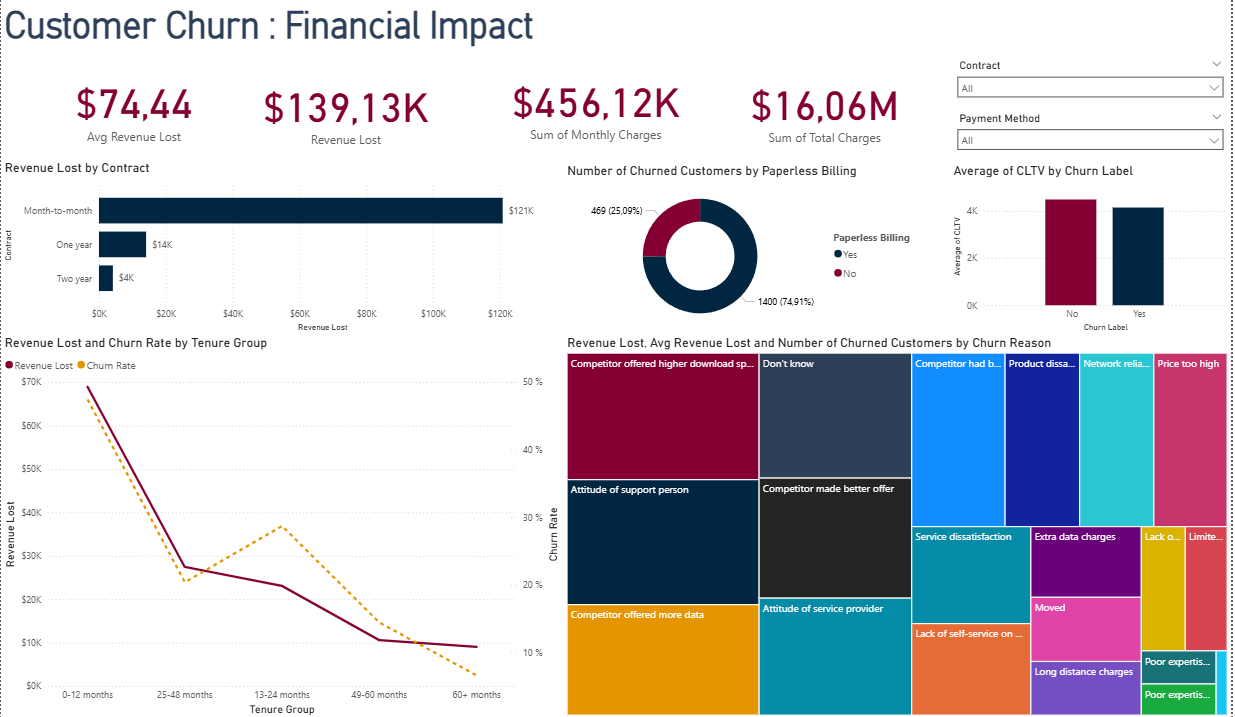 Customer Churn : Financial Impact
Contract
All
Payment Method
All
$74,44
Avg Revenue Lost
$139,13K
Revenue Lost
$456,12K
Sum of Monthly Charges
$16,06M
Sum of Total Charges
Revenue Lost by Contract
Contract
Month-to-month
$121K
One year
$14K
Two year
$4K
$0K $20K $40K $60K $80K $100K $120K
Revenue Lost
Number of Churned Customers by Paperless Billing
469 (25,09%)
1400 (74,91%)
Paperless Billing
Yes
No
Average of CLTV by Churn Label
Average of CLTV
4K
2K
0K
No Yes
Churn Label
Revenue Lost and Churn Rate by Tenure Group
Revenue Lost Churn Rate
Revenue Lost
$70K
$60K
$50K
$40K
$30K
$20K
$10K
$0K
50 %
40 %
30 %
20 %
10 %
Churn Rate
0-12 months 25-48 months 13-24 months 49-60 months 60+ months
Tenure Group
Revenue Lost, Avg Revenue Lost and Number of Churned Customers by Churn Reason
Competitor offered higher download sp...
Attitude of support person
Competitor offered more data
Don't know
Competitor made better offer
Attitude of service provider
Competitor had b...
Product dissa...
Network relia...
Price too high
Service dissatisfaction
Lack of self-service on ...
Extra data charges
Moved
Long distance charges
Lack o...
Limite...
Poor expertis...
Poor expertis...